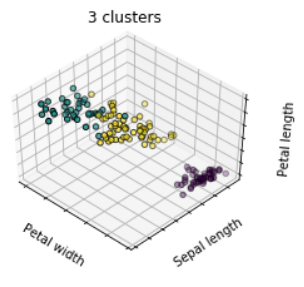 3 clusters
Petal length
Petal width
Sepal length